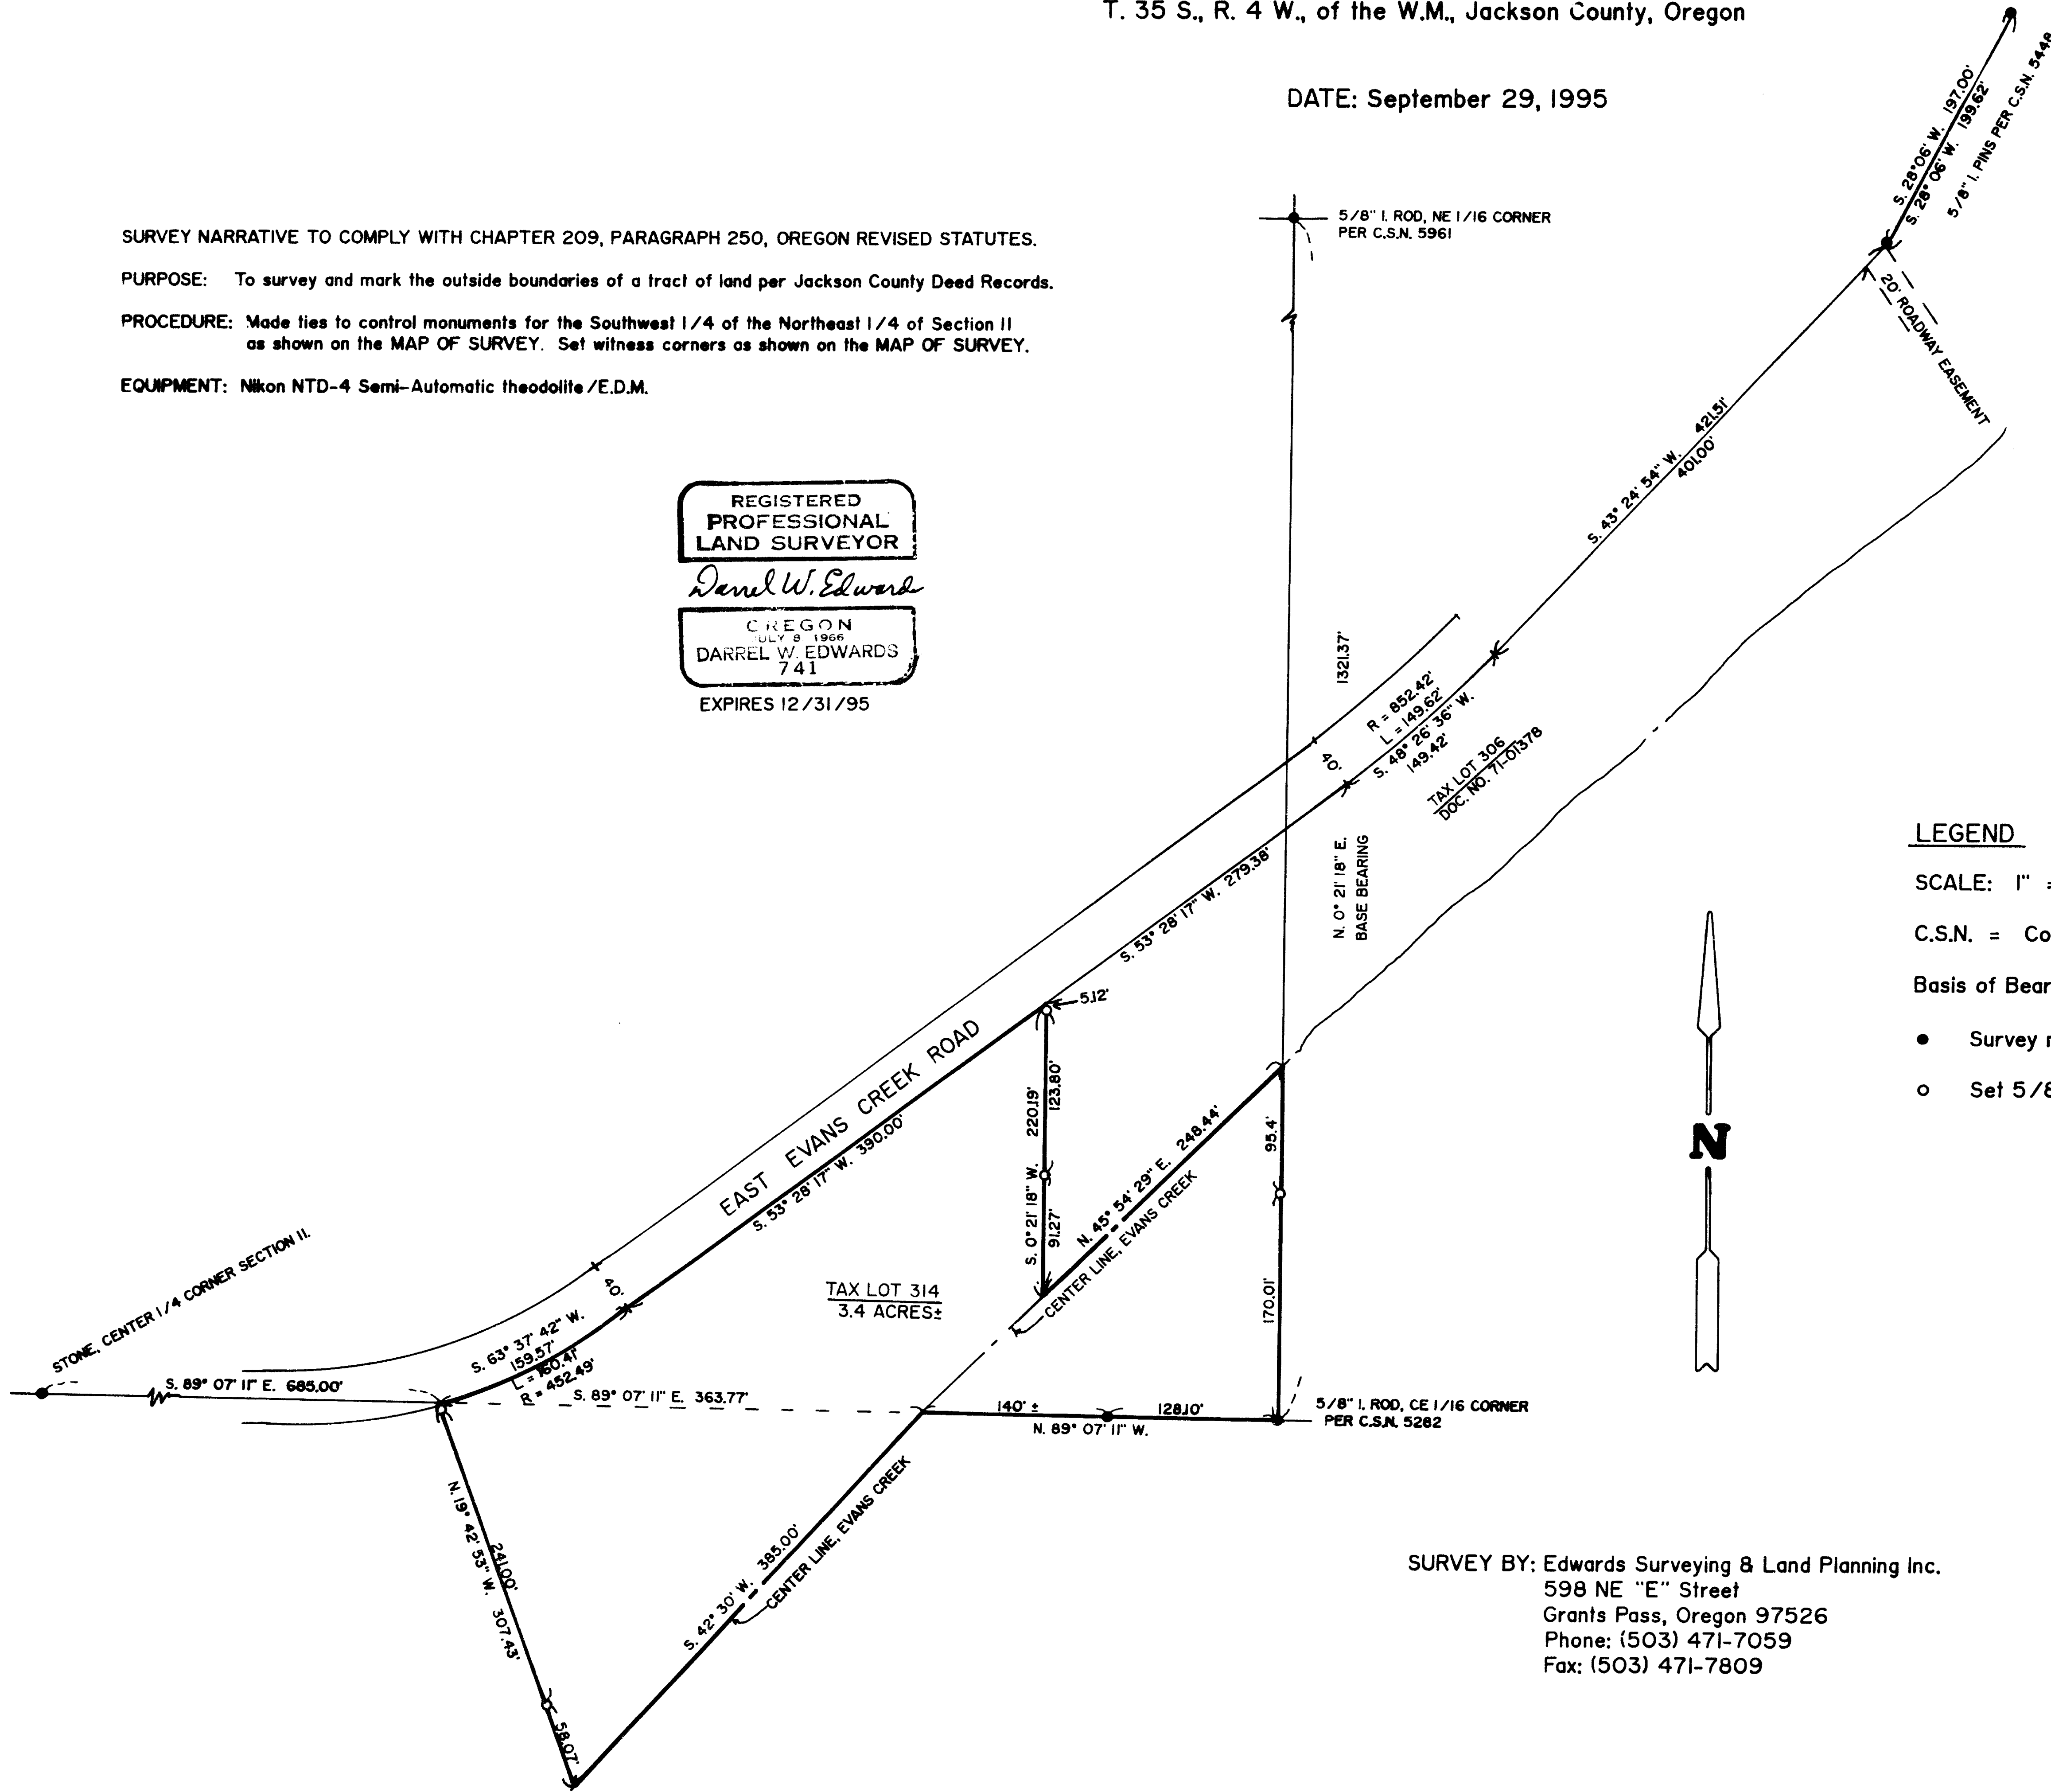 T. 35 S., R. 4 W., of the W.M., Jackson County, Oregon
DATE: September 29, 1995
S. 28°06' W. 197.00'
S. 28° 06' W. 199.62'
5/8" I. PINS PER C.S.N. 5448
5/8" I. ROD, NE 1/16 CORNER
PER C.S.N. 5961
SURVEY NARRATIVE TO COMPLY WITH CHAPTER 209, PARAGRAPH 250, OREGON REVISED STATUTES.
PURPOSE: To survey and mark the outside boundaries of a tract of land per Jackson County Deed Records.
PROCEDURE: Made ties to control monuments for the Southwest 1/4 of the Northeast 1/4 of Section 11
as shown on the MAP OF SURVEY. Set witness corners as shown on the MAP OF SURVEY.
EQUIPMENT: Nikon NTD-4 Semi-Automatic theodolite/E.D.M.
20' ROADWAY EASEMENT
S. 43° 24' 54" W. 421.51'
401.00'
REGISTERED
PROFESSIONAL
LAND SURVEYOR
Darrel W. Edwards
OREGON
JULY 8 1966
DARREL W. EDWARDS
741
EXPIRES 12/31/95
1321.37'
R = 852.42'
L = 149.62'
S. 48° 26' 36" W.
149.42'
40'
TAX LOT 306
DOC. NO. 71-01378
N. 0° 21' 18" E.
BASE BEARING
S. 53° 28' 17" W. 279.38'
LEGEND
SCALE: 1" =
C.S.N. = Co
Basis of Bear
Survey
Set 5/8
5.12'
EAST EVANS CREEK ROAD
S. 53° 28' 17" W. 390.00'
S. 0° 21' 18" W. 220.19'
123.80'
91.27'
N. 45° 54' 29" E. 248.44'
CENTER LINE, EVANS CREEK
95.4'
170.01'
N
STONE, CENTER 1/4 CORNER SECTION 11.
TAX LOT 314
3.4 ACRES±
40'
S. 63° 37' 42" W.
159.57'
L = 160.41'
R = 452.49'
S. 89° 07' 11" E. 685.00'
S. 89° 07' 11" E. 363.77'
140' ±
128.10'
N. 89° 07' 11" W.
5/8" I. ROD, CE 1/16 CORNER
PER C.S.N. 5282
N. 19° 42' 53" W. 307.43'
241.00'
58.07'
S. 42° 30' W. 385.00'
CENTER LINE, EVANS CREEK
SURVEY BY: Edwards Surveying & Land Planning Inc.
598 NE "E" Street
Grants Pass, Oregon 97526
Phone: (503) 471-7059
Fax: (503) 471-7809